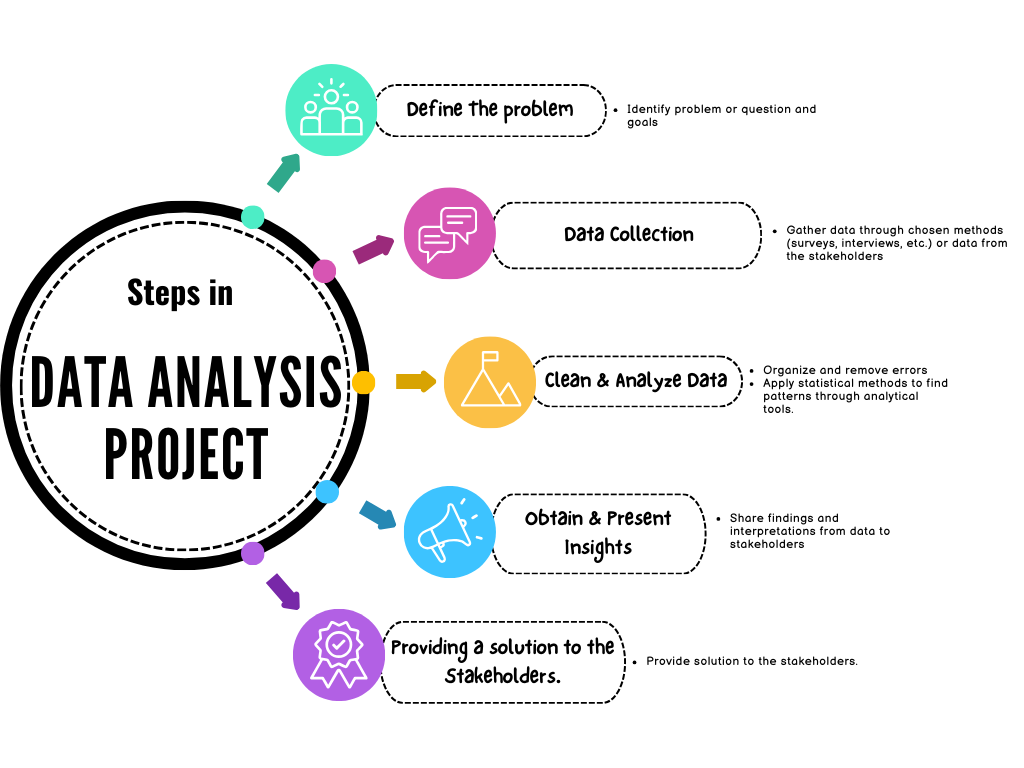 Steps in
DATA ANALYSIS
PROJECT
Define the problem
• Identify problem or question and
goals
Data Collection
• Gather data through chosen methods
(surveys, interviews, etc.) or data from
the stakeholders
Clean & Analyze Data
• Organize and remove errors
• Apply statistical methods to find
patterns through analytical
tools.
Obtain & Present
Insights
• Share findings and
interpretations from data to
stakeholders
Providing a solution to the
Stakeholders.
• Provide solution to the stakeholders.